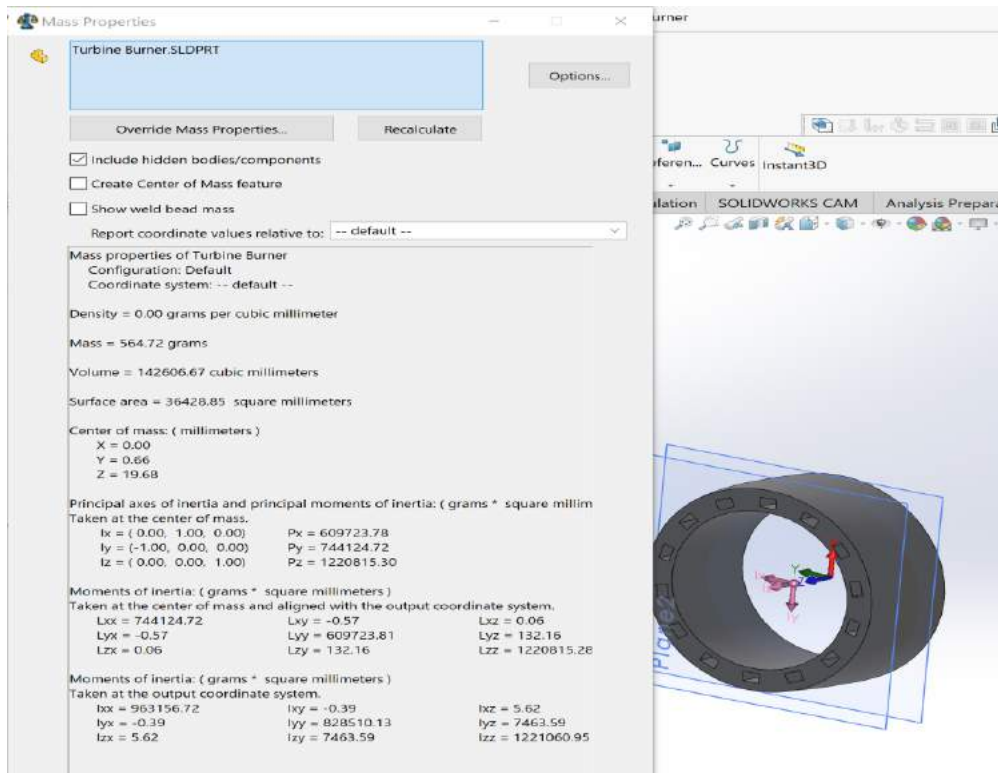 Mass Properties
urner
Turbine Burner.SLDPRT
Options...
Override Mass Properties...
Recalculate
Include hidden bodies/components
Create Center of Mass feature
Show weld bead mass
Report coordinate values relative to: -- default --
feren... Curves Instant3D
ulation SOLIDWORKS CAM Analysis Prepara
Mass properties of Turbine Burner
Configuration: Default
Coordinate system: -- default --
Density = 0.00 grams per cubic millimeter
Mass = 564.72 grams
Volume = 142606.67 cubic millimeters
Surface area = 36428.85 square millimeters
Center of mass: ( millimeters )
X = 0.00
Y = 0.66
Z = 19.68
Principal axes of inertia and principal moments of inertia: ( grams * square millim
Taken at the center of mass.
Ix = ( 0.00, 1.00, 0.00) Px = 609723.78
Iy = (-1.00, 0.00, 0.00) Py = 744124.72
Iz = ( 0.00, 0.00, 1.00) Pz = 1220815.30
Moments of inertia: ( grams * square millimeters )
Taken at the center of mass and aligned with the output coordinate system.
Lxx = 744124.72 Lxy = -0.57 Lxz = 0.06
Lyx = -0.57 Lyy = 609723.81 Lyz = 132.16
Lzx = 0.06 Lzy = 132.16 Lzz = 1220815.28
Moments of inertia: ( grams * square millimeters )
Taken at the output coordinate system.
Ixx = 963156.72 Ixy = -0.39 Ixz = 5.62
Iyx = -0.39 Iyy = 828510.13 Iyz = 7463.59
Izx = 5.62 Izy = 7463.59 Izz = 1221060.95
Plane2
Y
Z
Iy